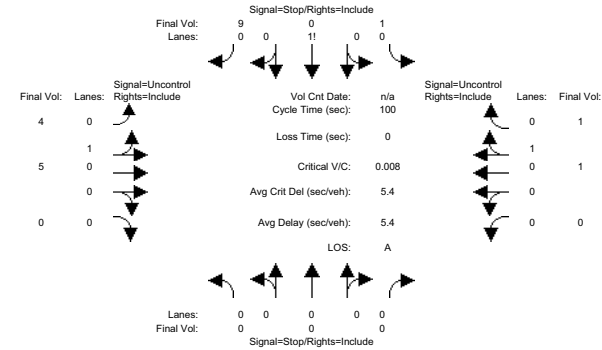 Signal=Stop/Rights=Include
Final Vol: 9 0 1
Lanes: 0 0 1! 0 0
Signal=Uncontrol
Final Vol: Lanes: Rights=Include
Vol Cnt Date: n/a
Signal=Uncontrol
Rights=Include Lanes: Final Vol:
Cycle Time (sec): 100
4 0
0 1
Loss Time (sec): 0
1
1
5 0
Critical V/C: 0.008
0 1
0
Avg Crit Del (sec/veh): 5.4
0
0 0
Avg Delay (sec/veh): 5.4
0 0
LOS: A
Lanes: 0 0 0 0 0
Final Vol: 0 0 0
Signal=Stop/Rights=Include